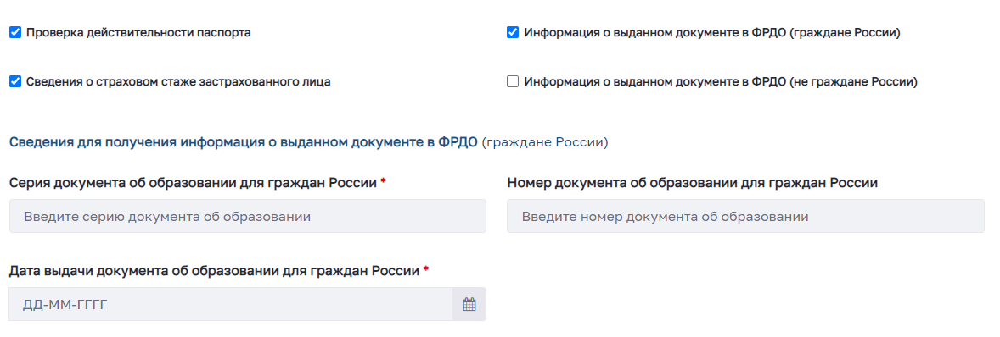 Проверка действительности паспорта
Информация о выданном документе в ФРДО (граждане России)
Сведения о страховом стаже застрахованного лица
Информация о выданном документе в ФРДО (не граждане России)
Сведения для получения информация о выданном документе в ФРДО (граждане России)
Серия документа об образовании для граждан России *
Номер документа об образовании для граждан России
Введите серию документа об образовании
Введите номер документа об образовании
Дата выдачи документа об образовании для граждан России *
ДД-ММ-ГГГГ